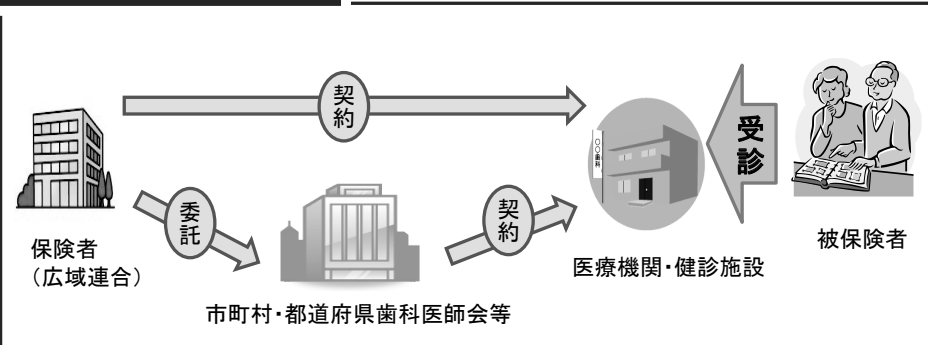 契約
受診
○○歯科
委託
契約
保険者
（広域連合）
市町村・都道府県歯科医師会等
医療機関・健診施設
被保険者